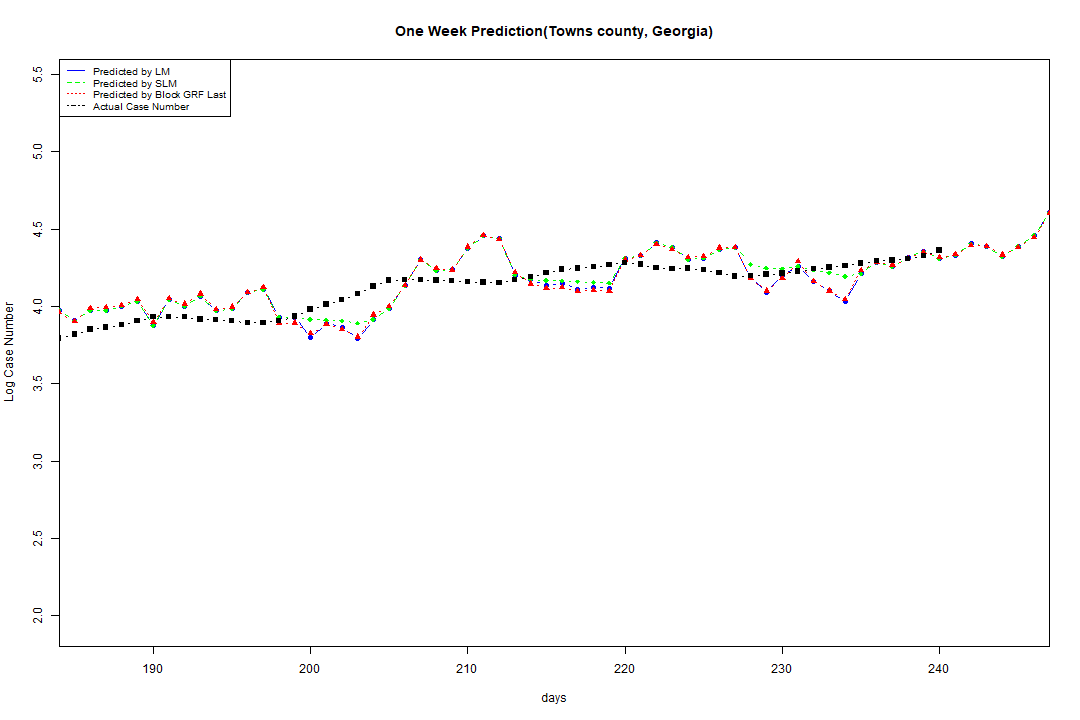 One Week Prediction(Towns county, Georgia)
Predicted by LM
Predicted by SLM
Predicted by Block GRF Last
Actual Case Number
5.5
5.0
4.5
4.0
3.5
3.0
2.5
2.0
Log Case Number
190 200 210 220 230 240
days